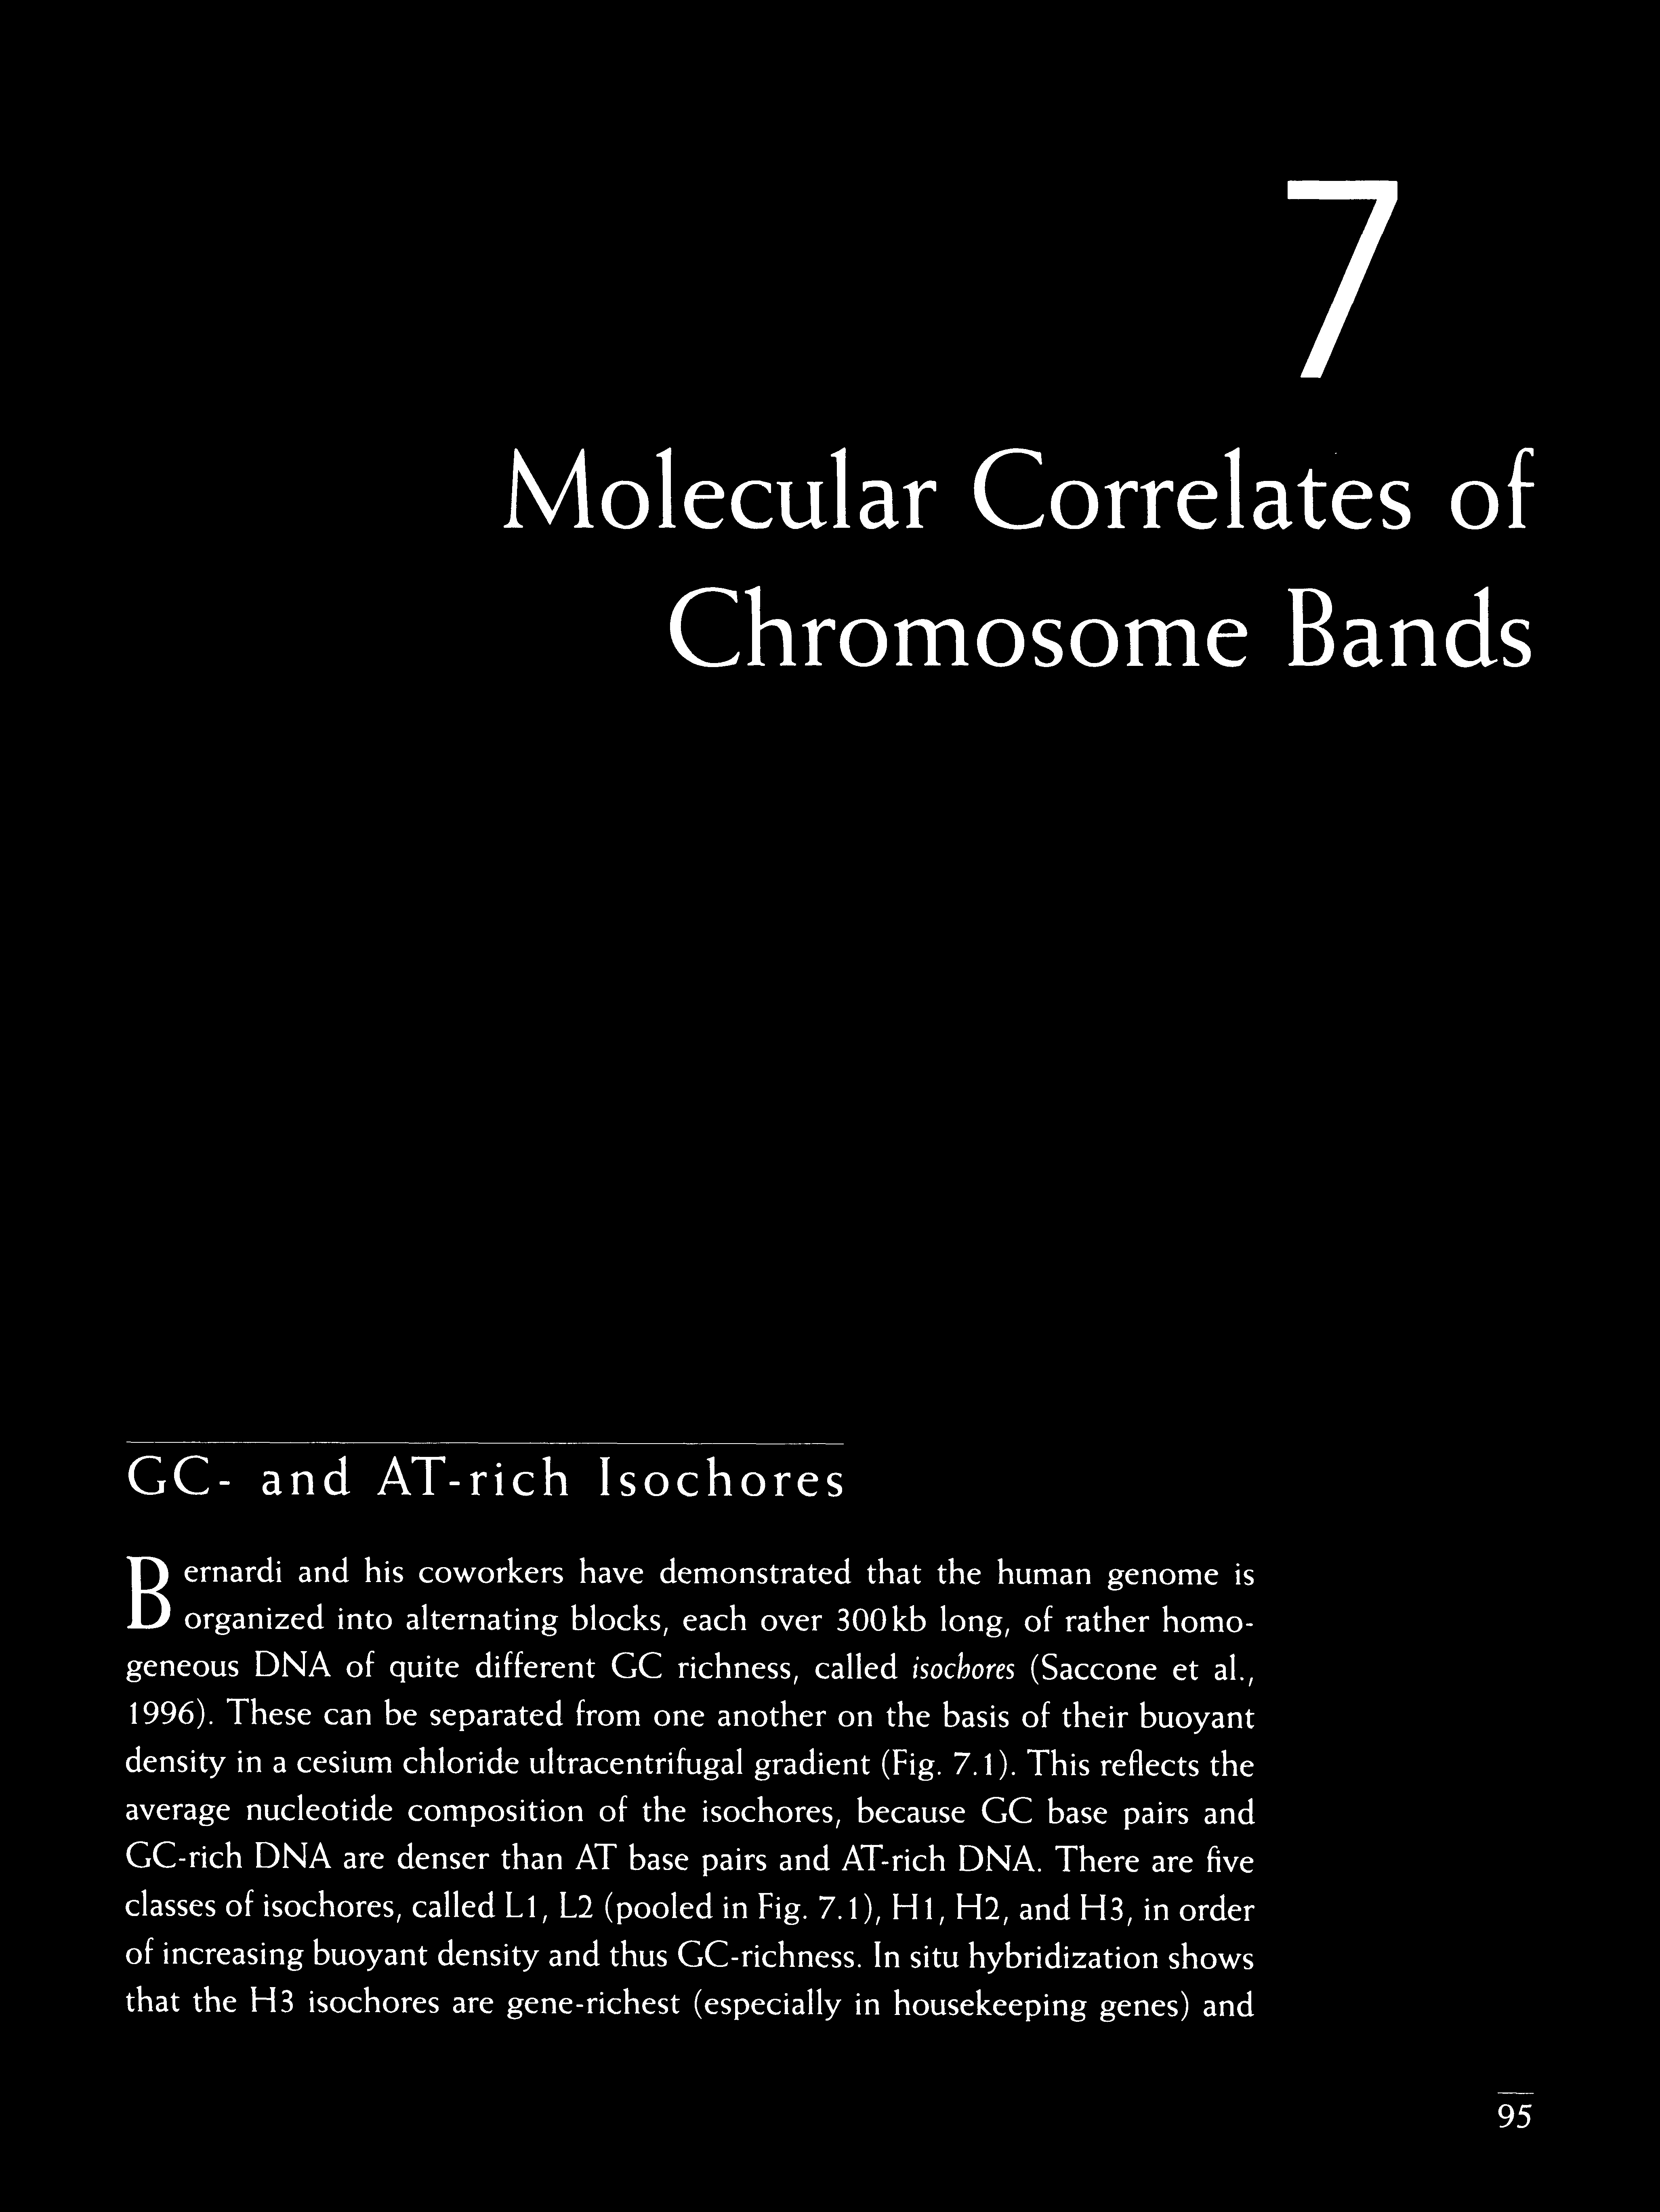 7
Molecular Correlates of
Chromosome Bands
GC- and AT-rich Isochores
Bernardi and his coworkers have demonstrated that the human genome is
organized into alternating blocks, each over 300kb long, of rather homo-
geneous DNA of quite different GC richness, called isochores (Saccone et al.,
1996). These can be separated from one another on the basis of their buoyant
density in a cesium chloride ultracentrifugal gradient (Fig. 7.1). This reflects the
average nucleotide composition of the isochores, because GC base pairs and
GC-rich DNA are denser than AT base pairs and AT-rich DNA. There are five
classes of isochores, called L1, L2 (pooled in Fig. 7.1), H1, H2, and H3, in order
of increasing buoyant density and thus GC-richness. In situ hybridization shows
that the H3 isochores are gene-richest (especially in housekeeping genes) and
95